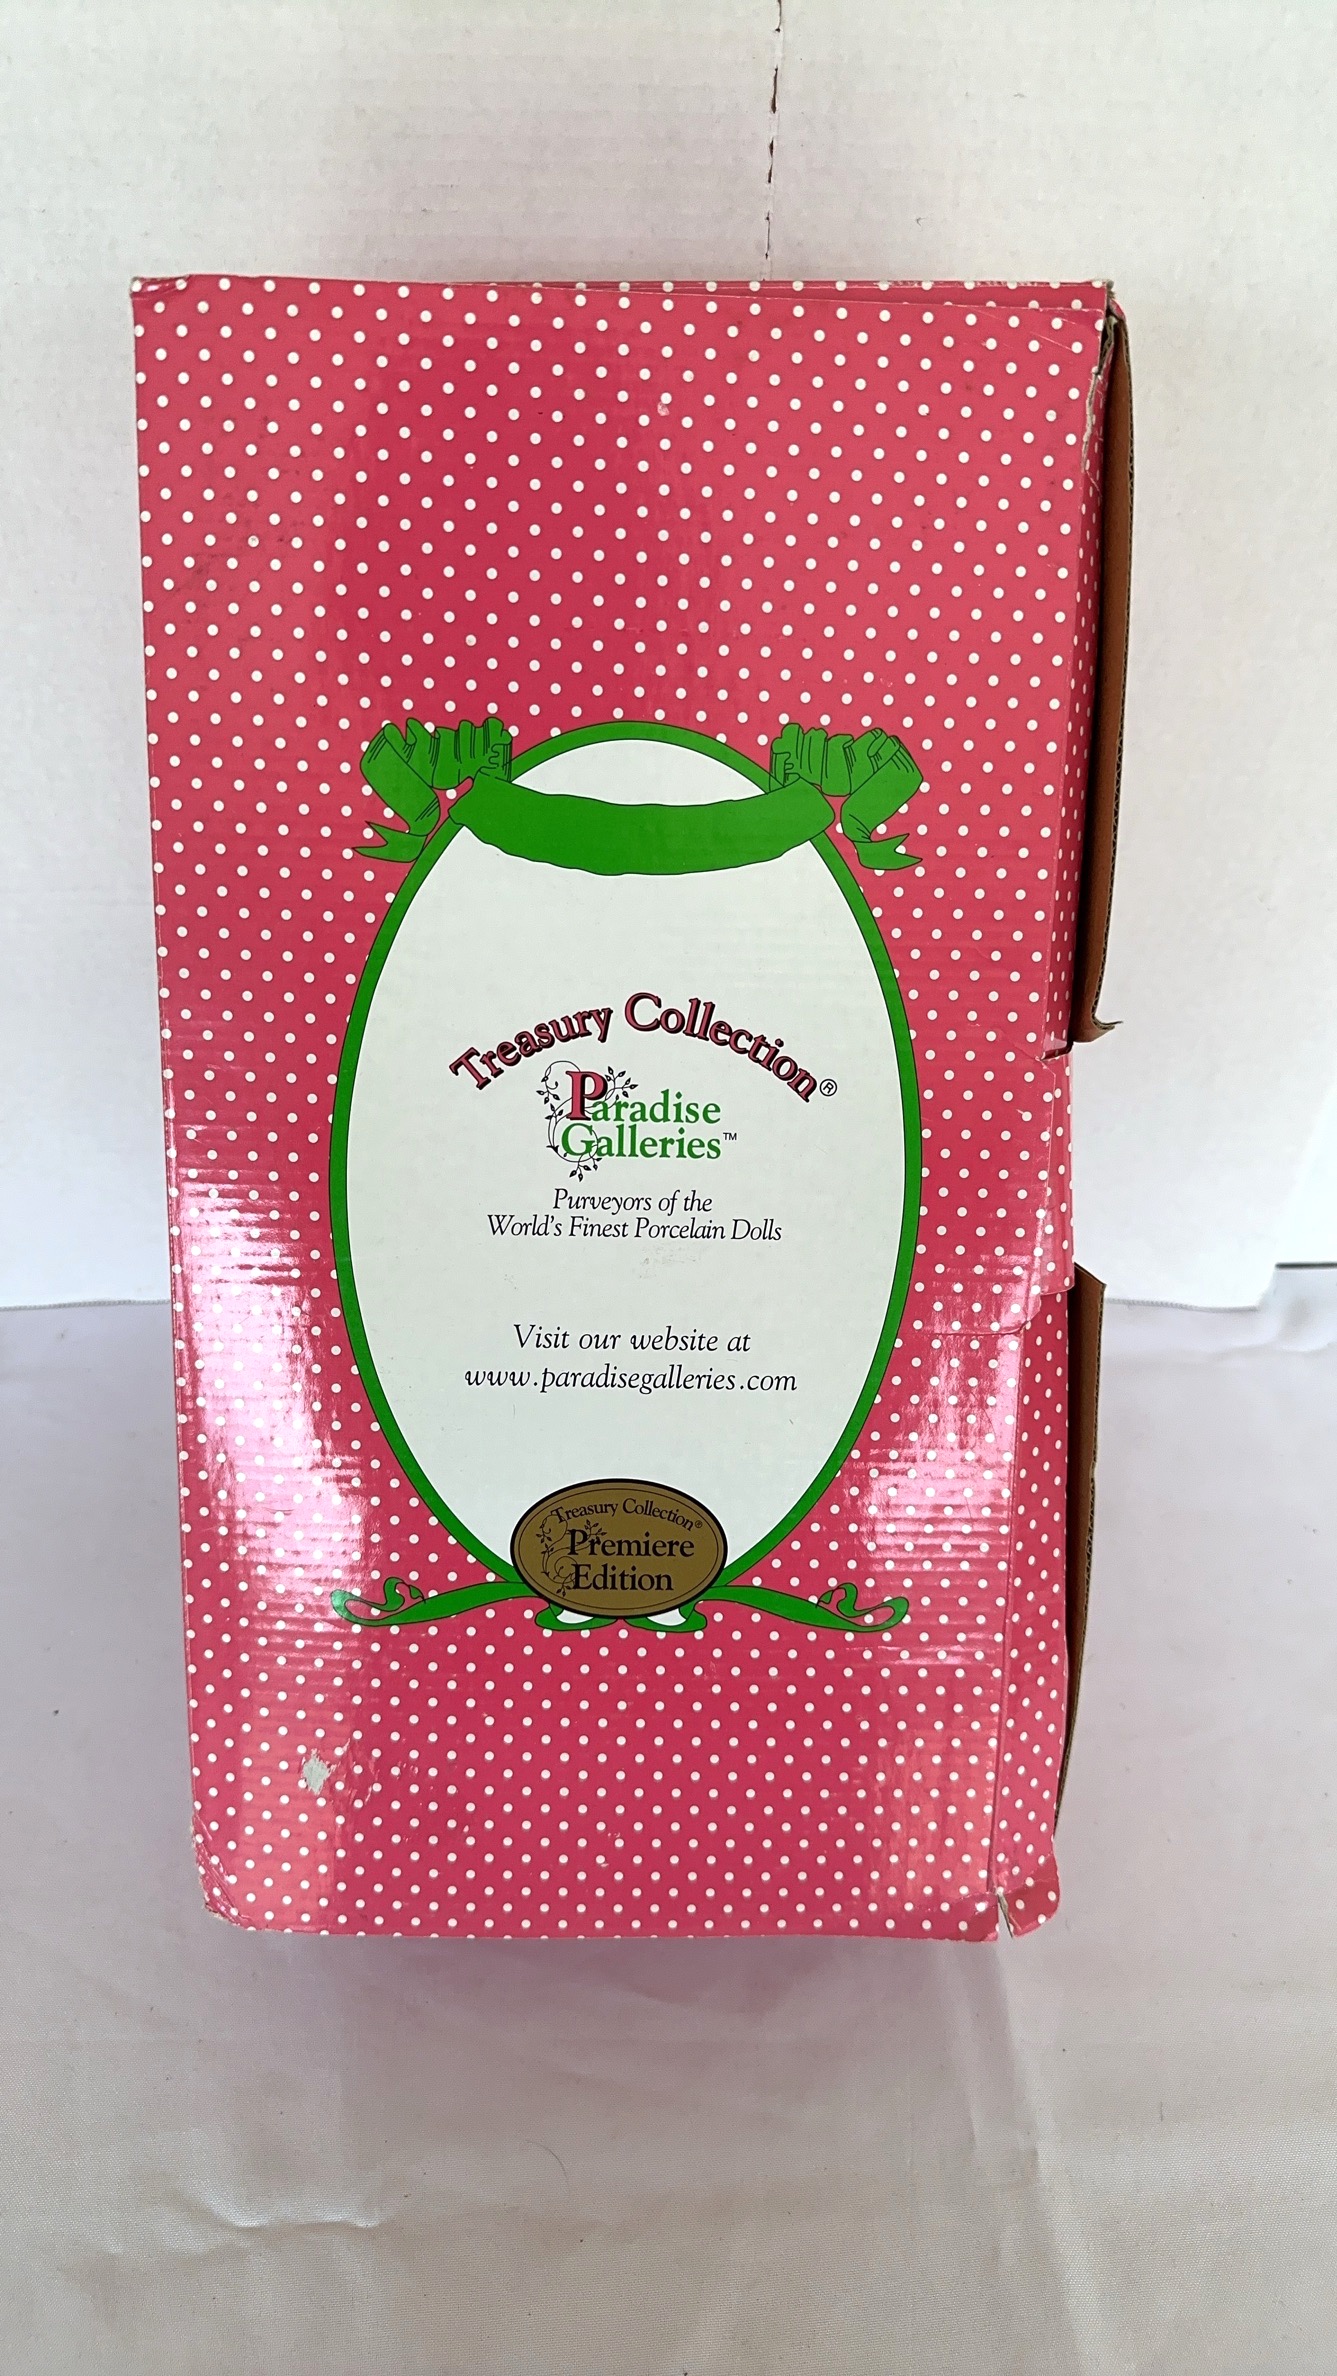 Treasury Collection®
Paradise
Galleries™
Purveyors of the
World's Finest Porcelain Dolls
Visit our website at
www.paradisegalleries.com
Treasury Collection®
Premiere
Edition